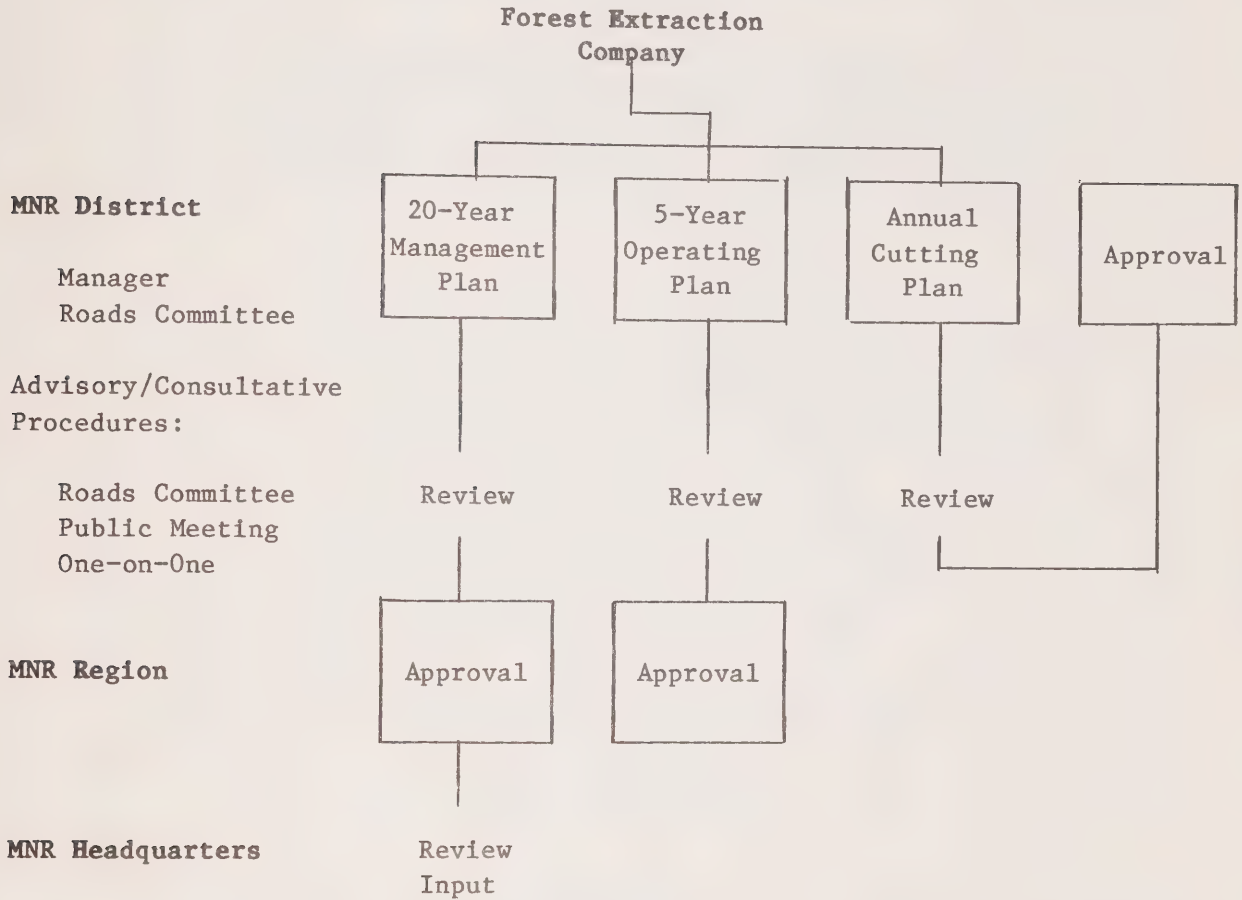 Forest Extraction
Company
MNR District
Manager
Roads Committee
20-Year
Management
Plan
5-Year
Operating
Plan
Annual
Cutting
Plan
Approval
Advisory/Consultative
Procedures:
Roads Committee
Public Meeting
One-on-One
Review
Review
Review
MNR Region
Approval
Approval
MNR Headquarters
Review
Input